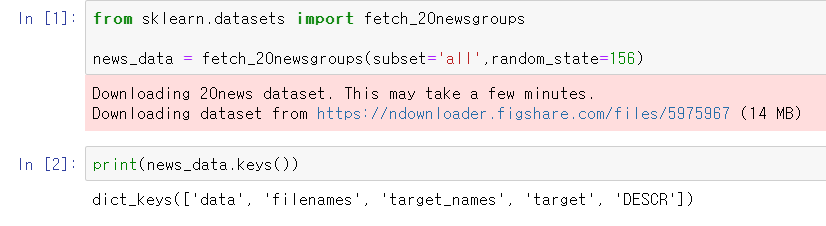 In [1]: from sklearn.datasets import fetch_20newsgroups
news_data = fetch_20newsgroups(subset='all',random_state=156)
Downloading 20news dataset. This may take a few minutes.
Downloading dataset from https://ndownloader.figshare.com/files/5975967 (14 MB)
In [2]: print(news_data.keys())
dict_keys(['data', 'filenames', 'target_names', 'target', 'DESCR'])